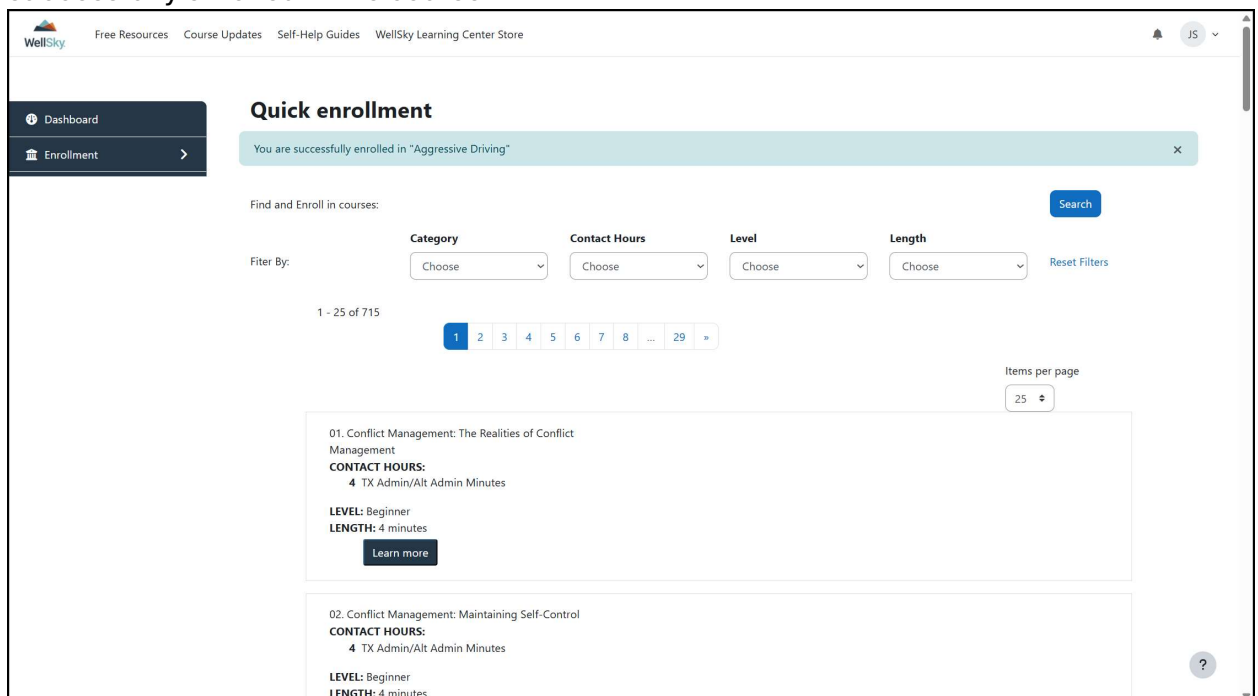 WellSky
Free Resources Course Updates Self-Help Guides WellSky Learning Center Store
JS
Dashboard
Enrollment
Quick enrollment
You are successfully enrolled in "Aggressive Driving"
×
Find and Enroll in courses:
Search
Category Contact Hours Level Length
Fiter By:
Choose Choose Choose Choose
Reset Filters
1 - 25 of 715
1 2 3 4 5 6 7 8 ... 29 »
Items per page
25
01. Conflict Management: The Realities of Conflict
Management
CONTACT HOURS:
4 TX Admin/Alt Admin Minutes
LEVEL: Beginner
LENGTH: 4 minutes
Learn more
02. Conflict Management: Maintaining Self-Control
CONTACT HOURS:
4 TX Admin/Alt Admin Minutes
LEVEL: Beginner
LENGTH: 4 minutes
?